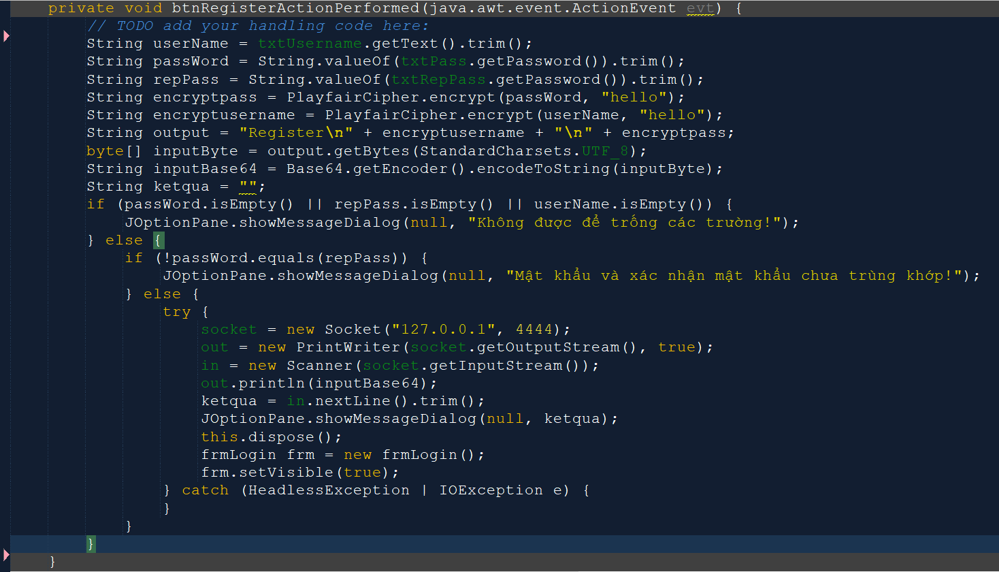 private void btnRegisterActionPerformed(java.awt.event.ActionEvent evt) {
// TODO add your handling code here:
String userName = txtUsername.getText().trim();
String passWord = String.valueOf(txtPass.getPassword()).trim();
String repPass = String.valueOf(txtRepPass.getPassword()).trim();
String encryptpass = PlayfairCipher.encrypt(passWord, "hello");
String encryptusername = PlayfairCipher.encrypt(userName, "hello");
String output = "Register\n" + encryptusername + "\n" + encryptpass;
byte[] inputByte = output.getBytes(StandardCharsets.UTF_8);
String inputBase64 = Base64.getEncoder().encodeToString(inputByte);
String ketqua = "";
if (passWord.isEmpty() || repPass.isEmpty() || userName.isEmpty()) {
JOptionPane.showMessageDialog(null, "Không được để trống các trường!");
} else {
if (!passWord.equals(repPass)) {
JOptionPane.showMessageDialog(null, "Mật khẩu và xác nhận mật khẩu chưa trùng khớp!");
} else {
try {
socket = new Socket("127.0.0.1", 4444);
out = new PrintWriter(socket.getOutputStream(), true);
in = new Scanner(socket.getInputStream());
out.println(inputBase64);
ketqua = in.nextLine().trim();
JOptionPane.showMessageDialog(null, ketqua);
this.dispose();
frmLogin frm = new frmLogin();
frm.setVisible(true);
} catch (HeadlessException | IOException e) {
}
}
}
}